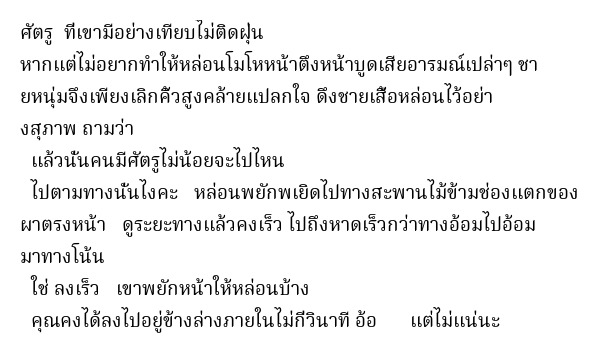 ศัตรู  ที่เขามีอย่างเทียบไม่ติดฝุ่น
หากแต่ไม่อยากทำให้หล่อนโมโหหน้าตึงหน้าบูดเสียอารมณ์เปล่าๆ ชา
ยหนุ่มจึงเพียงเลิกคิ้วสูงคล้ายแปลกใจ ดึงชายเสื้อหล่อนไว้อย่า
งสุภาพ ถามว่า
แล้วนั่นคนมีศัตรูไม่น้อยจะไปไหน
ไปตามทางนั้นไงคะ   หล่อนพยักพเยิดไปทางสะพานไม้ข้ามช่องแตกของ
ผาตรงหน้า   ดูระยะทางแล้วคงเร็ว ไปถึงหาดเร็วกว่าทางอ้อมไปอ้อม
มาทางโน้น
ใช่ ลงเร็ว   เขาพยักหน้าให้หล่อนบ้าง
คุณคงได้ลงไปอยู่ข้างล่างภายในไม่กี่วินาที อ้อ      แต่ไม่แน่นะ